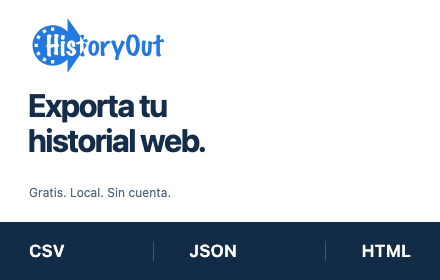 HistoryOut
Exporta tu
historial web.
Gratis. Local. Sin cuenta.
CSV
JSON
HTML